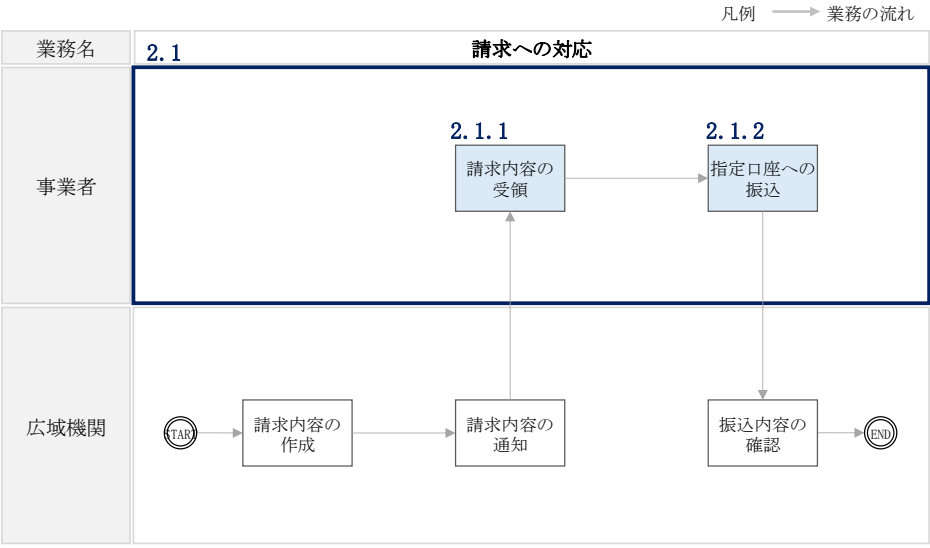 凡例 業務の流れ
業務名
2.1 請求への対応
事業者
2.1.1
請求内容の
受領
2.1.2
指定口座への
振込
広域機関
START
請求内容の
作成
請求内容の
通知
振込内容の
確認
END